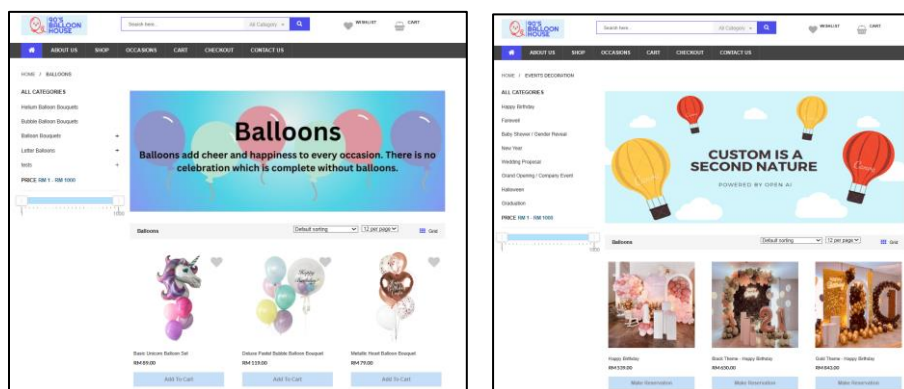 90'S
BALLOON
HOUSE
Search here..
All Category
WISHLIST
CART
ABOUT US
SHOP
OCCASIONS
CART
CHECKOUT
CONTACT US
HOME / BALLOONS
ALL CATEGORIES
Helium Balloon Bouquets
Bubble Balloon Bouquets
Balloon Bouquets
Letter Balloons
tests
PRICE RM 1 - RM 1000
1000
Balloons
Balloons add cheer and happiness to every occasion. There is no
celebration which is complete without balloons.
Balloons
Default sorting
12 per page
Grid
Happy
Birthday
Basic Unicorn Balloon Set
RM 89.00
Add To Cart
Deluxe Pastel Bubble Balloon Bouquet
RM 119.00
Add To Cart
Metallic Heart Balloon Bouquet
RM 79.00
Add To Cart
90'S
BALLOON
HOUSE
Search here..
All Category
WISHLIST
CART
ABOUT US
SHOP
OCCASIONS
CART
CHECKOUT
CONTACT US
HOME / EVENTS DECORATION
ALL CATEGORIES
Happy Birthday
Farewell
Baby Shower / Gender Reveal
New Year
Wedding Proposal
Grand Opening / Company Event
Halloween
Graduation
PRICE RM 1 - RM 1000
1000
CUSTOM IS A
SECOND NATURE
POWERED BY OPEN AI
Balloons
Default sorting
12 per page
Grid
Happy Birthday
Make Reservation
Black Theme - Happy Birthday
RM 650.00
Make Reservation
Gold Theme - Happy Birthday
Make Reservation